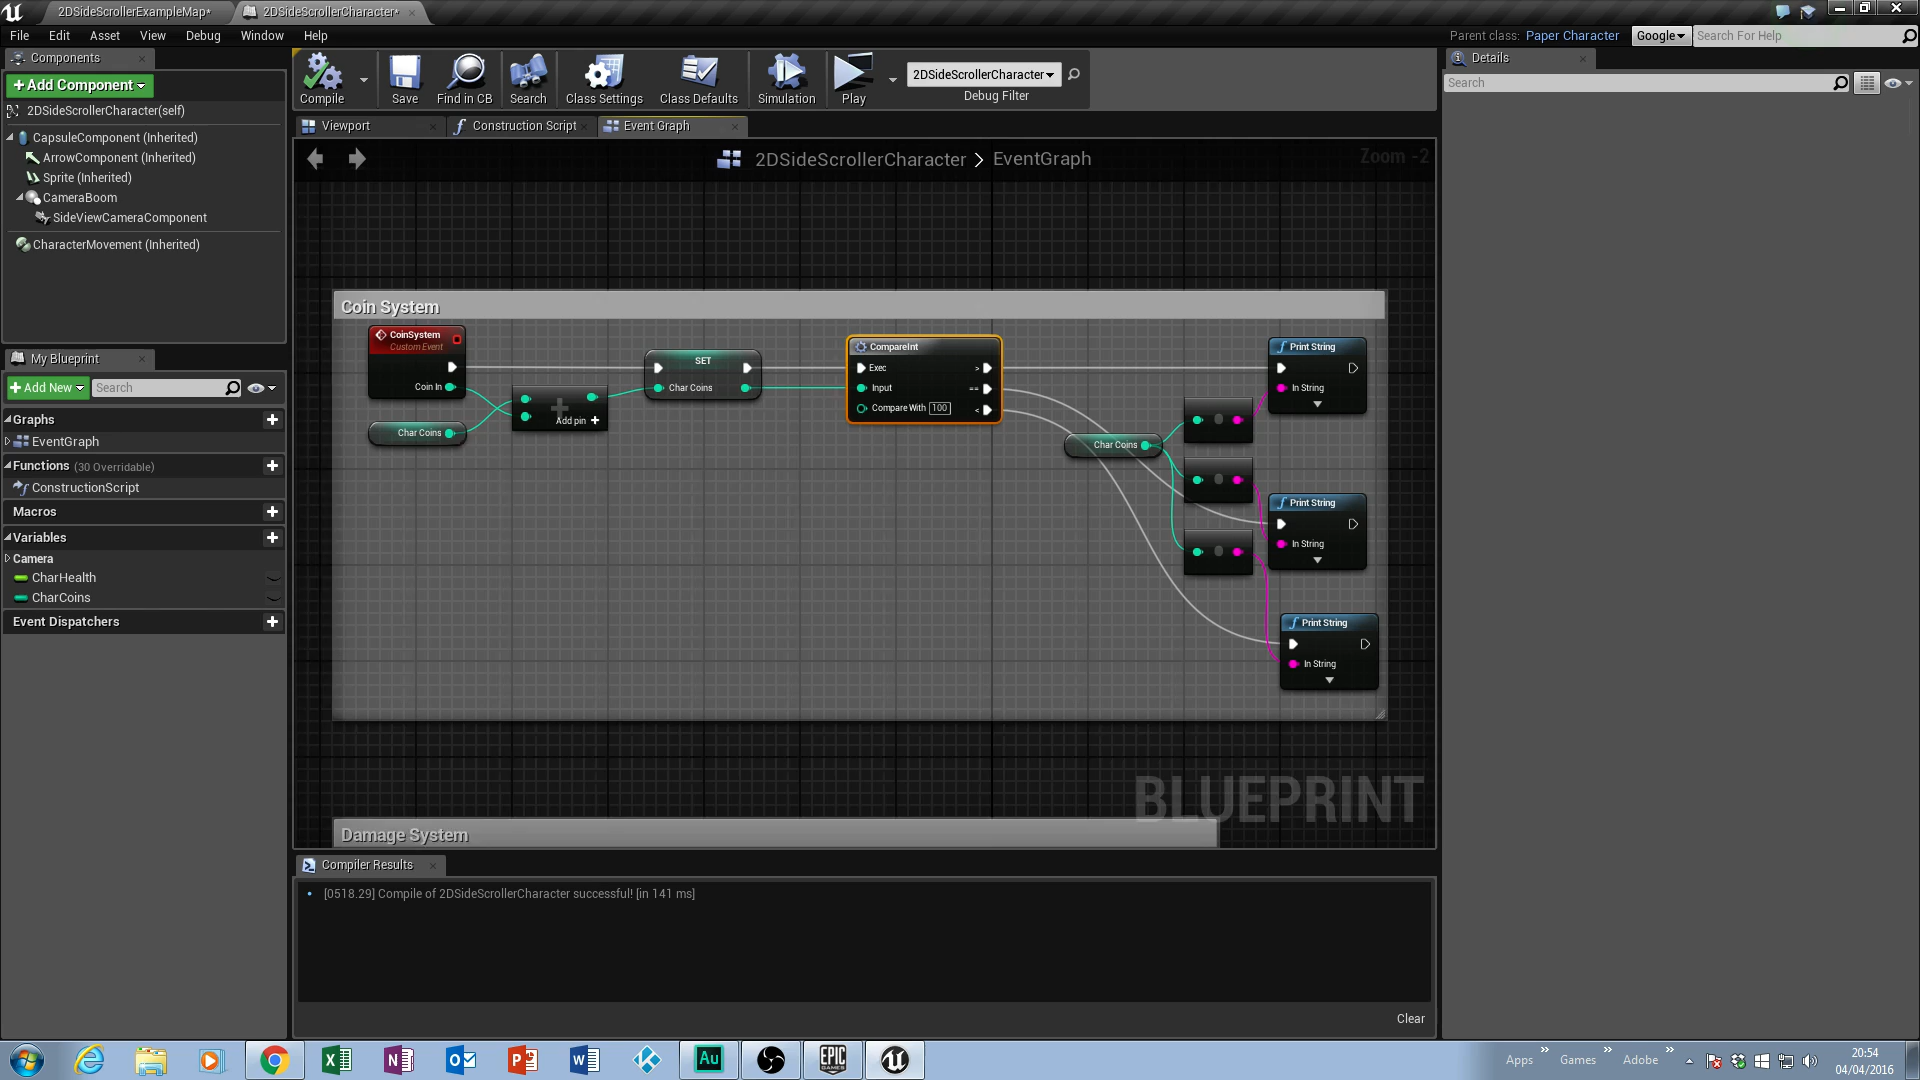 2DSideScrollerExampleMap*
2DSideScrollerCharacter*
File Edit Asset View Debug Window Help
Parent class: Paper Character
Google
Search For Help
Components
+Add Component
2DSideScrollerCharacter(self)
CapsuleComponent (Inherited)
ArrowComponent (Inherited)
Sprite (Inherited)
CameraBoom
SideViewCameraComponent
CharacterMovement (Inherited)
My Blueprint
+Add New
Search
Graphs
EventGraph
Functions (30 Overridable)
ConstructionScript
Macros
Variables
Camera
CharHealth
CharCoins
Event Dispatchers
Compile
Save
Find in CB
Search
Class Settings
Class Defaults
Simulation
Play
2DSideScrollerCharacter
Debug Filter
Viewport
Construction Script
Event Graph
2DSideScrollerCharacter > EventGraph
Zoom -2
Coin System
CoinSystem
Custom Event
Coin In
Char Coins
Add pin +
SET
Char Coins
CompareInt
Exec >
Input ==
Compare With 100 <
Char Coins
Print String
In String
Print String
In String
Print String
In String
BLUEPRINT
Damage System
Compiler Results
[0518.29] Compile of 2DSideScrollerCharacter successful! [in 141 ms]
Clear
Details
Search
Au
EPIC
GAMES
Apps
Games
Adobe
20:54
04/04/2016